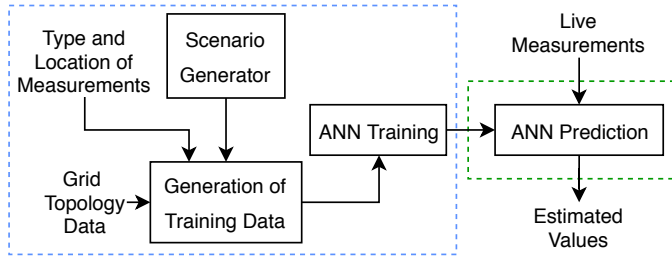 Type and
Location of
Measurements
Scenario
Generator
Live
Measurements
ANN Training
ANN Prediction
Grid
Topology
Data
Generation of
Training Data
Estimated
Values